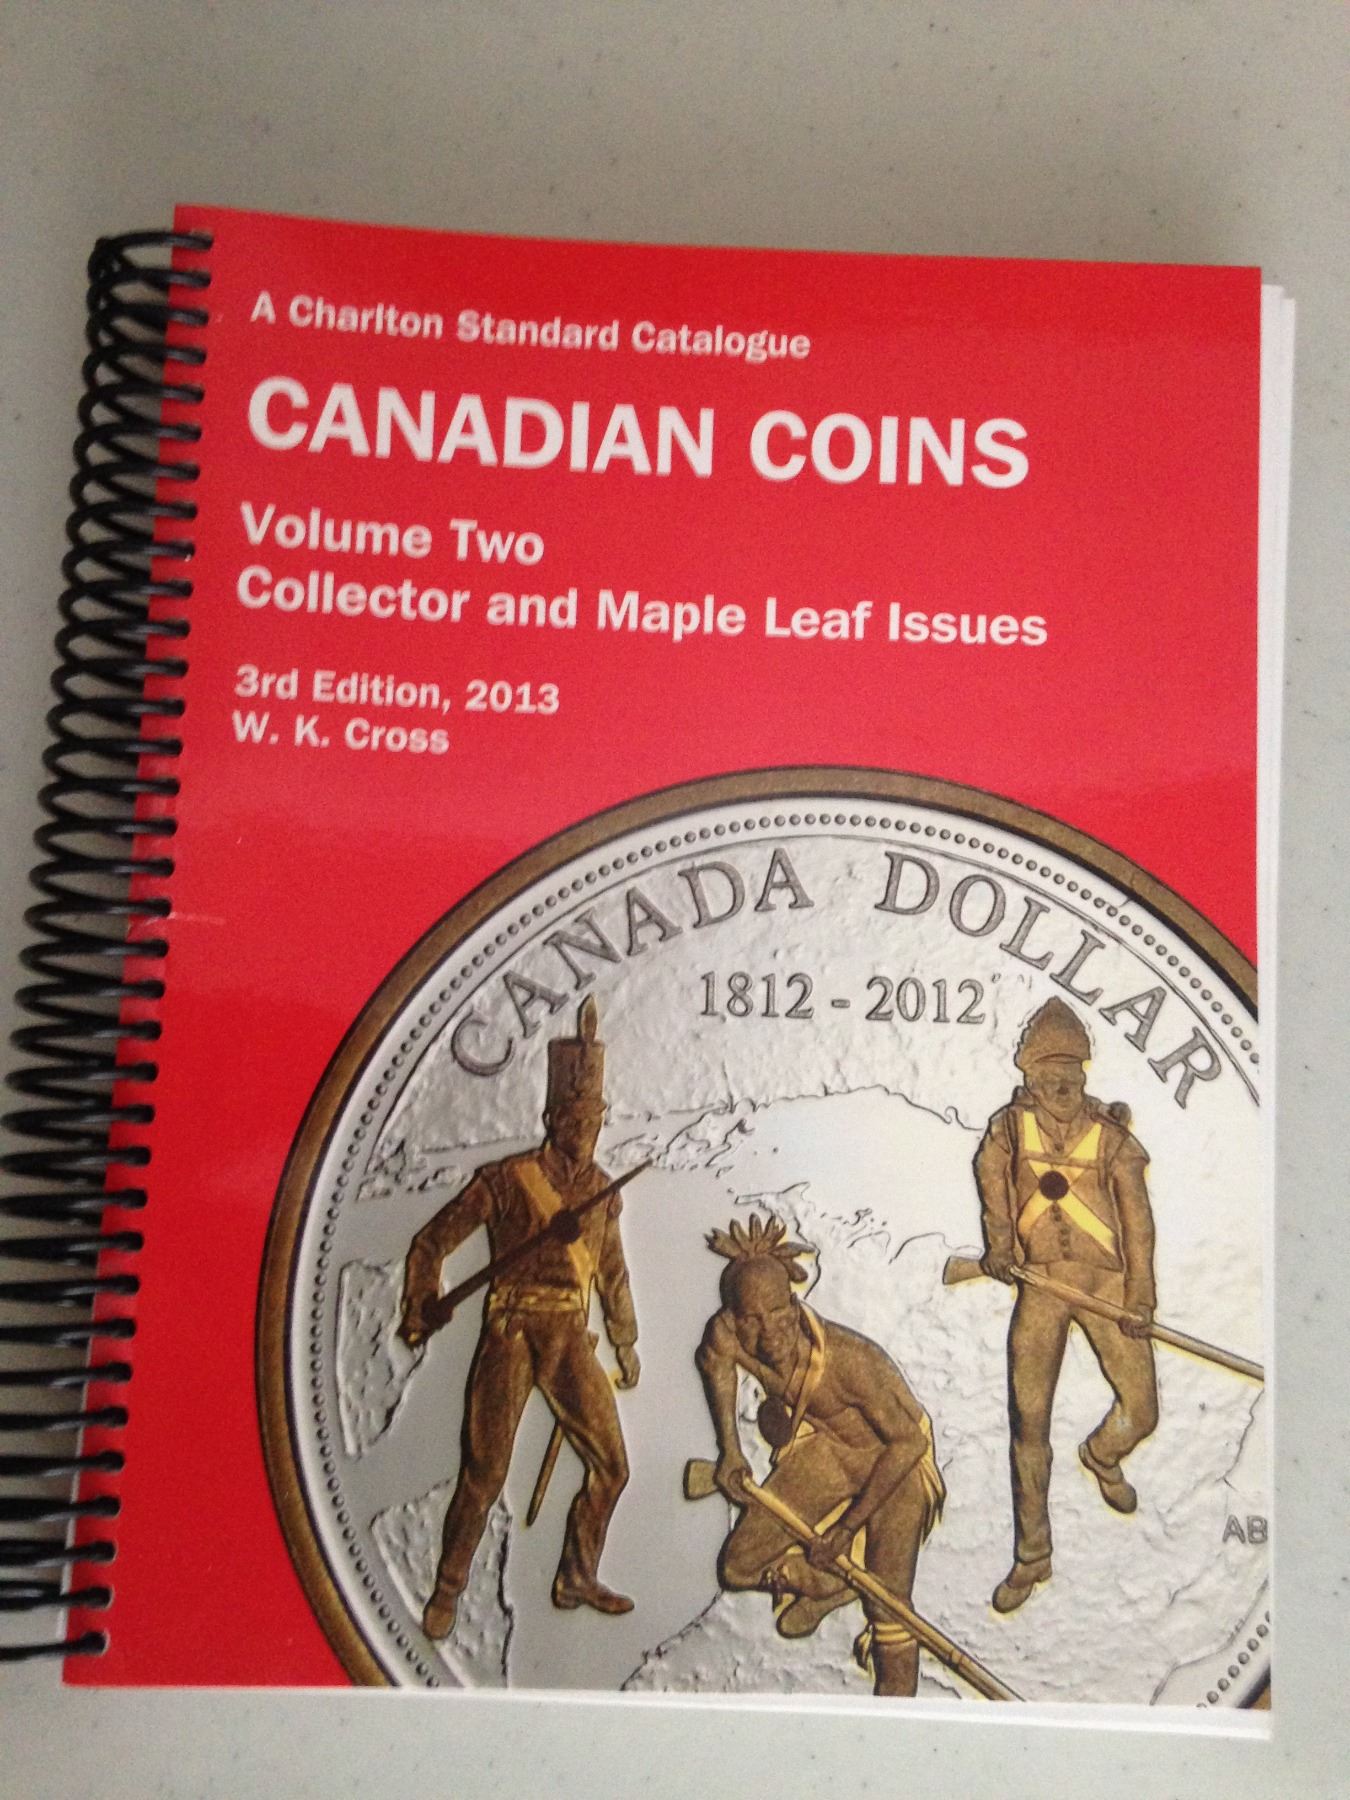 A Charlton Standard Catalogue
CANADIAN COINS
Volume Two
Collector and Maple Leaf Issues
3rd Edition, 2013
W. K. Cross
CANADA DOLLAR
1812 - 2012
AB